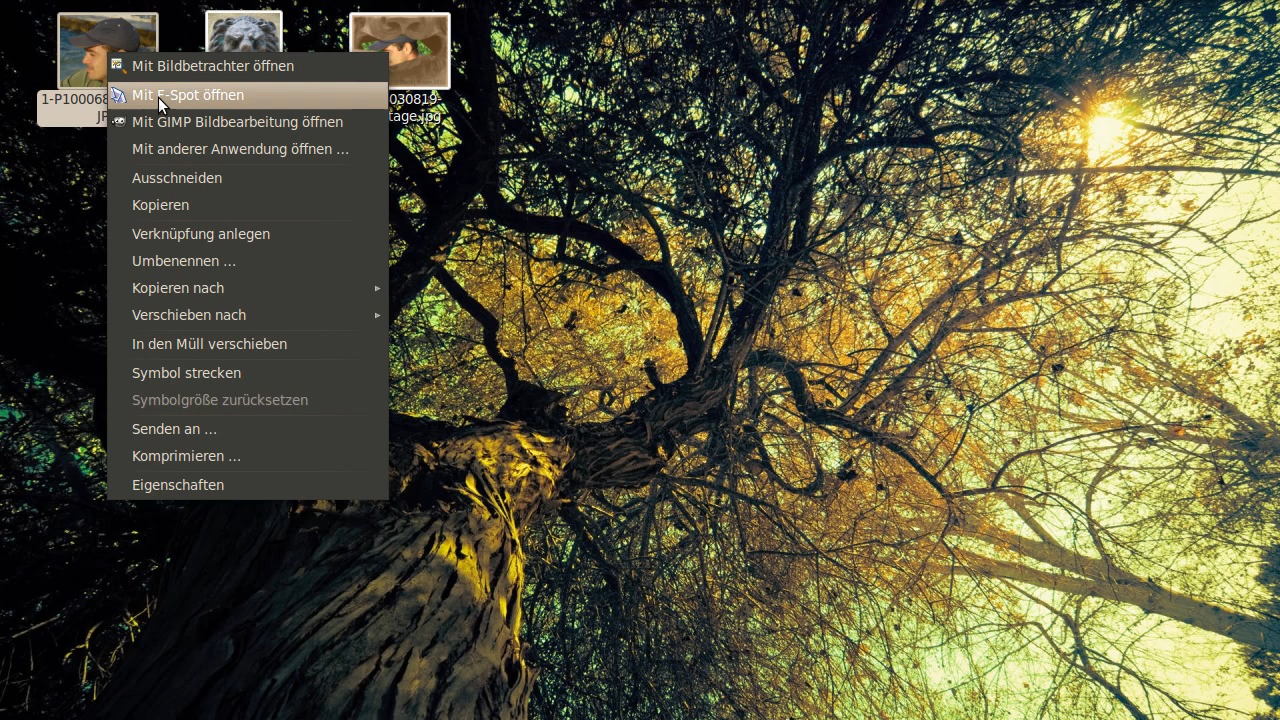 1-P100068
JP
030819-
tage.jpg
Mit Bildbetrachter öffnen
Mit F-Spot öffnen
Mit GIMP Bildbearbeitung öffnen
Mit anderer Anwendung öffnen ...
Ausschneiden
Kopieren
Verknüpfung anlegen
Umbenennen ...
Kopieren nach
Verschieben nach
In den Müll verschieben
Symbol strecken
Symbolgröße zurücksetzen
Senden an ...
Komprimieren ...
Eigenschaften